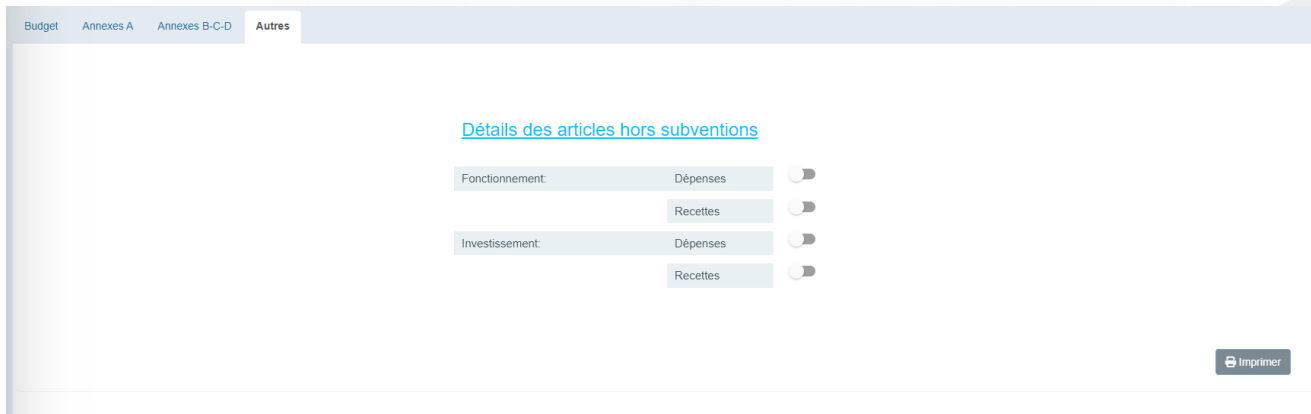 Budget Annexes A Annexes B-C-D Autres
Détails des articles hors subventions
Fonctionnement: Dépenses
Recettes
Investissement: Dépenses
Recettes
Imprimer